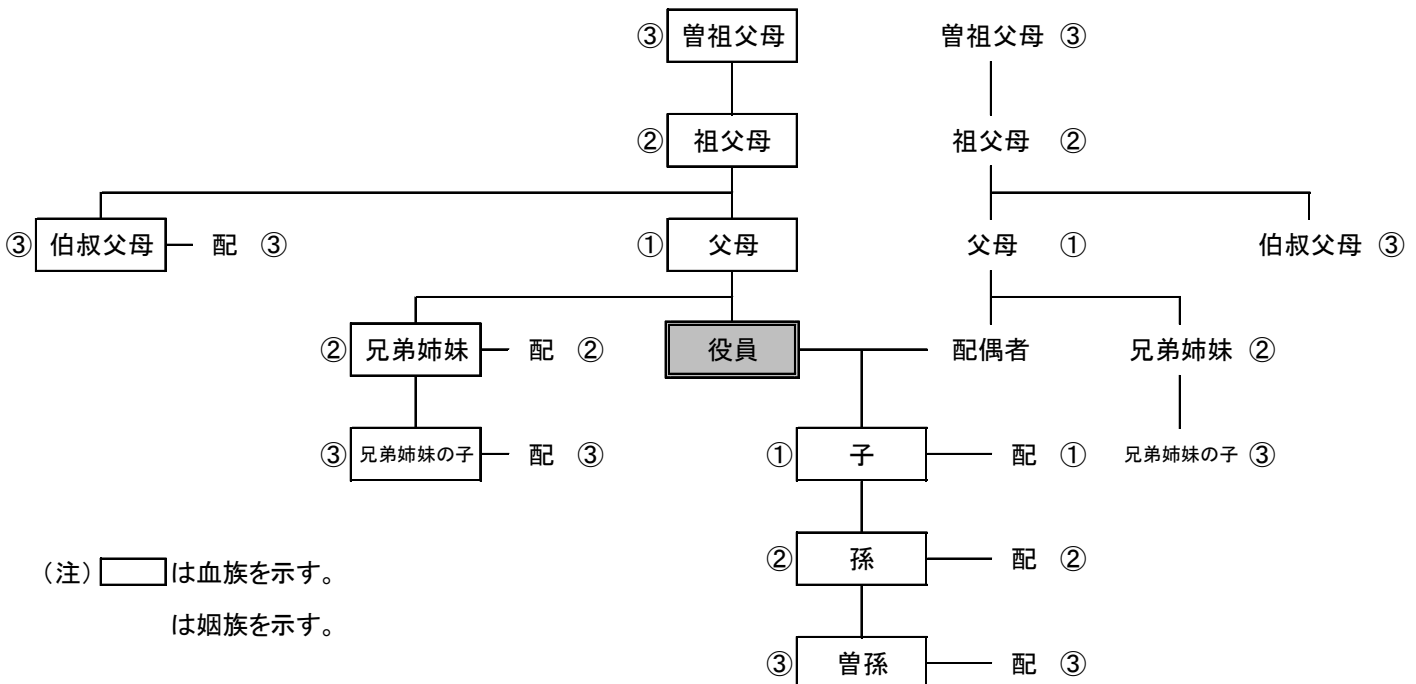 ③ 曽祖父母 曽祖父母 ③
② 祖父母 祖父母 ②
③ 伯叔父母 配 ③ ① 父母 父母 ① 伯叔父母 ③
② 兄弟姉妹 配 ② 役員 配偶者 兄弟姉妹 ②
③ 兄弟姉妹の子 配 ③ ① 子 配 ① 兄弟姉妹の子 ③
② 孫 配 ②
（注） は血族を示す。
は姻族を示す。
③ 曽孫 配 ③